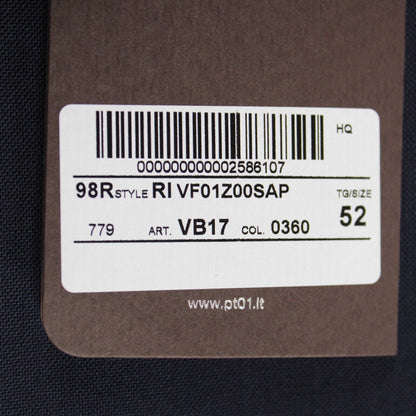 HQ
000000000002586107
98R STYLE RI VF01Z00SAP TG/SIZE
779 ART. VB17 COL. 0360 52
www.pt01.it